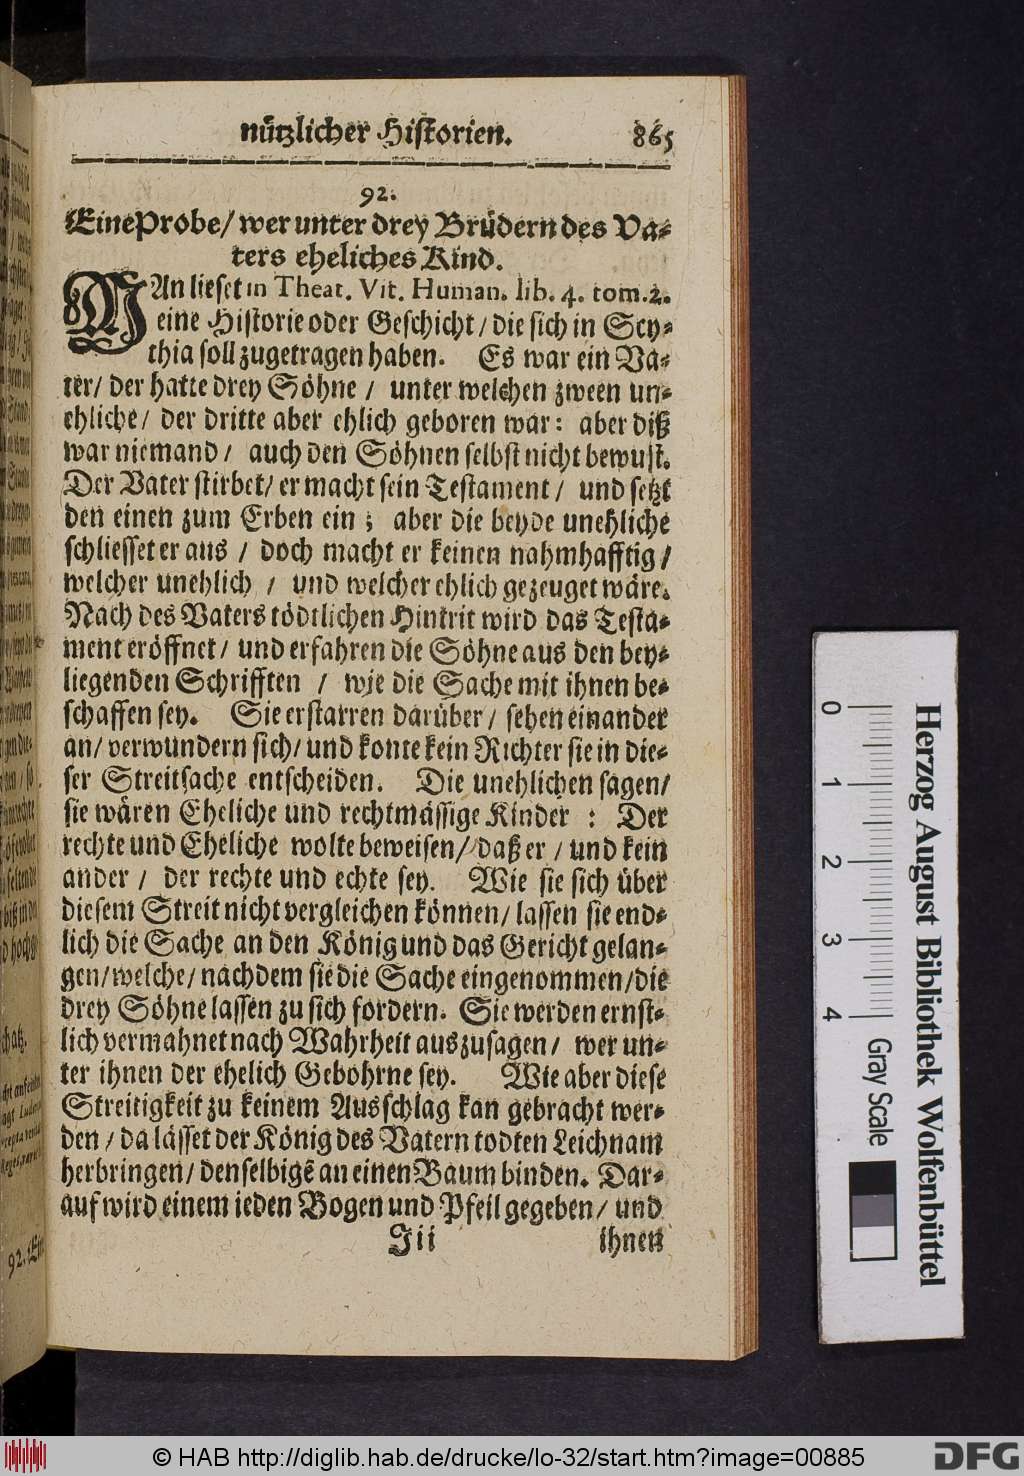 nützlicher Historien. 865
92.
Eine Probe/ wer unter drey Brüdern des Va-
ters eheliches Kind.
MAn lieset in Theat. Vit. Human. lib. 4. tom. 2.
eine Historie oder Geschicht/ die sich in Scy-
thia soll zugetragen haben. Es war ein Va-
ter/ der hatte drey Söhne / unter welchen zween un-
ehliche/ der dritte aber ehlich geboren war: aber diß
war niemand/ auch den Söhnen selbst nicht bewust.
Der Vater stirbet/ er macht sein Testament/ und setzt
den einen zum Erben ein; aber die beyde unehliche
schliesset er aus / doch macht er keinen nahmhafftig/
welcher unehlich / und welcher ehlich gezeuget wäre.
Nach des Vaters tödtlichen Hintrit wird das Testa-
ment eröffnet/ und erfahren die Söhne aus den bey-
liegenden Schrifften / wie die Sache mit ihnen be-
schaffen sey. Sie erstarren darüber/ sehen einander
an/ verwundern sich/ und konte kein Richter sie in die-
ser Streitsache entscheiden. Die unehlichen sagen/
sie wären Eheliche und rechtmässige Kinder : Der
rechte und Eheliche wolte beweisen/ daß er / und kein
ander / der rechte und echte sey. Wie sie sich über
diesem Streit nicht vergleichen können/ lassen sie end-
lich die Sache an den König und das Gericht gelan-
gen/ welche/ nachdem sie die Sache eingenommen/ die
drey Söhne lassen zu sich fordern. Sie werden ernst-
lich vermahnet nach Wahrheit auszusagen/ wer un-
ter ihnen der ehelich Gebohrne sey. Wie aber diese
Streitigkeit zu keinem Ausschlag kan gebracht wer-
den / da lässet der König des Vatern todten Leichnam
herbringen/ denselbigẽ an einen Baum binden. Dar-
auf wird einem jeden Bogen und Pfeil gegeben/ und
Iii ihnen
92. Ein
0 1 2 3 4
Gray Scale
Herzog August Bibliothek Wolfenbüttel
© HAB http://diglib.hab.de/drucke/lo-32/start.htm?image=00885
DFG